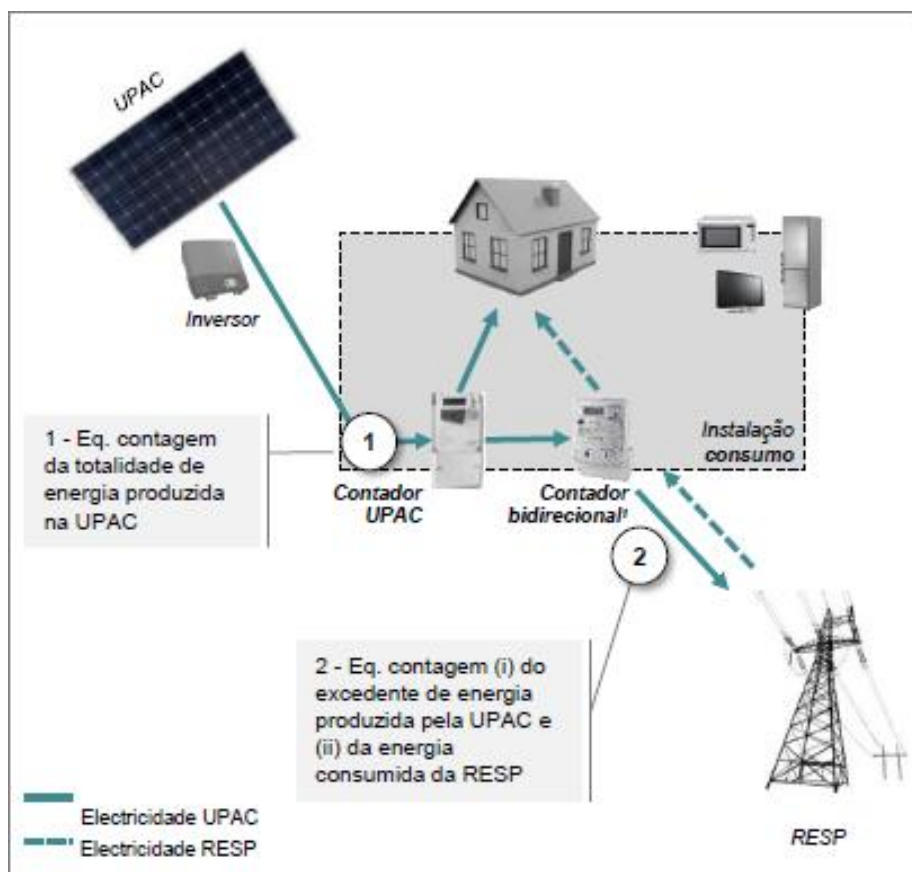 UPAC
Inversor
1 - Eq. contagem
da totalidade de
energia produzida
na UPAC
1
Contador
UPAC
Contador
bidirecional¹
Instalação
consumo
2
2 - Eq. contagem (i) do
excedente de energia
produzida pela UPAC e
(ii) da energia
consumida da RESP
Electricidade UPAC
Electricidade RESP
RESP